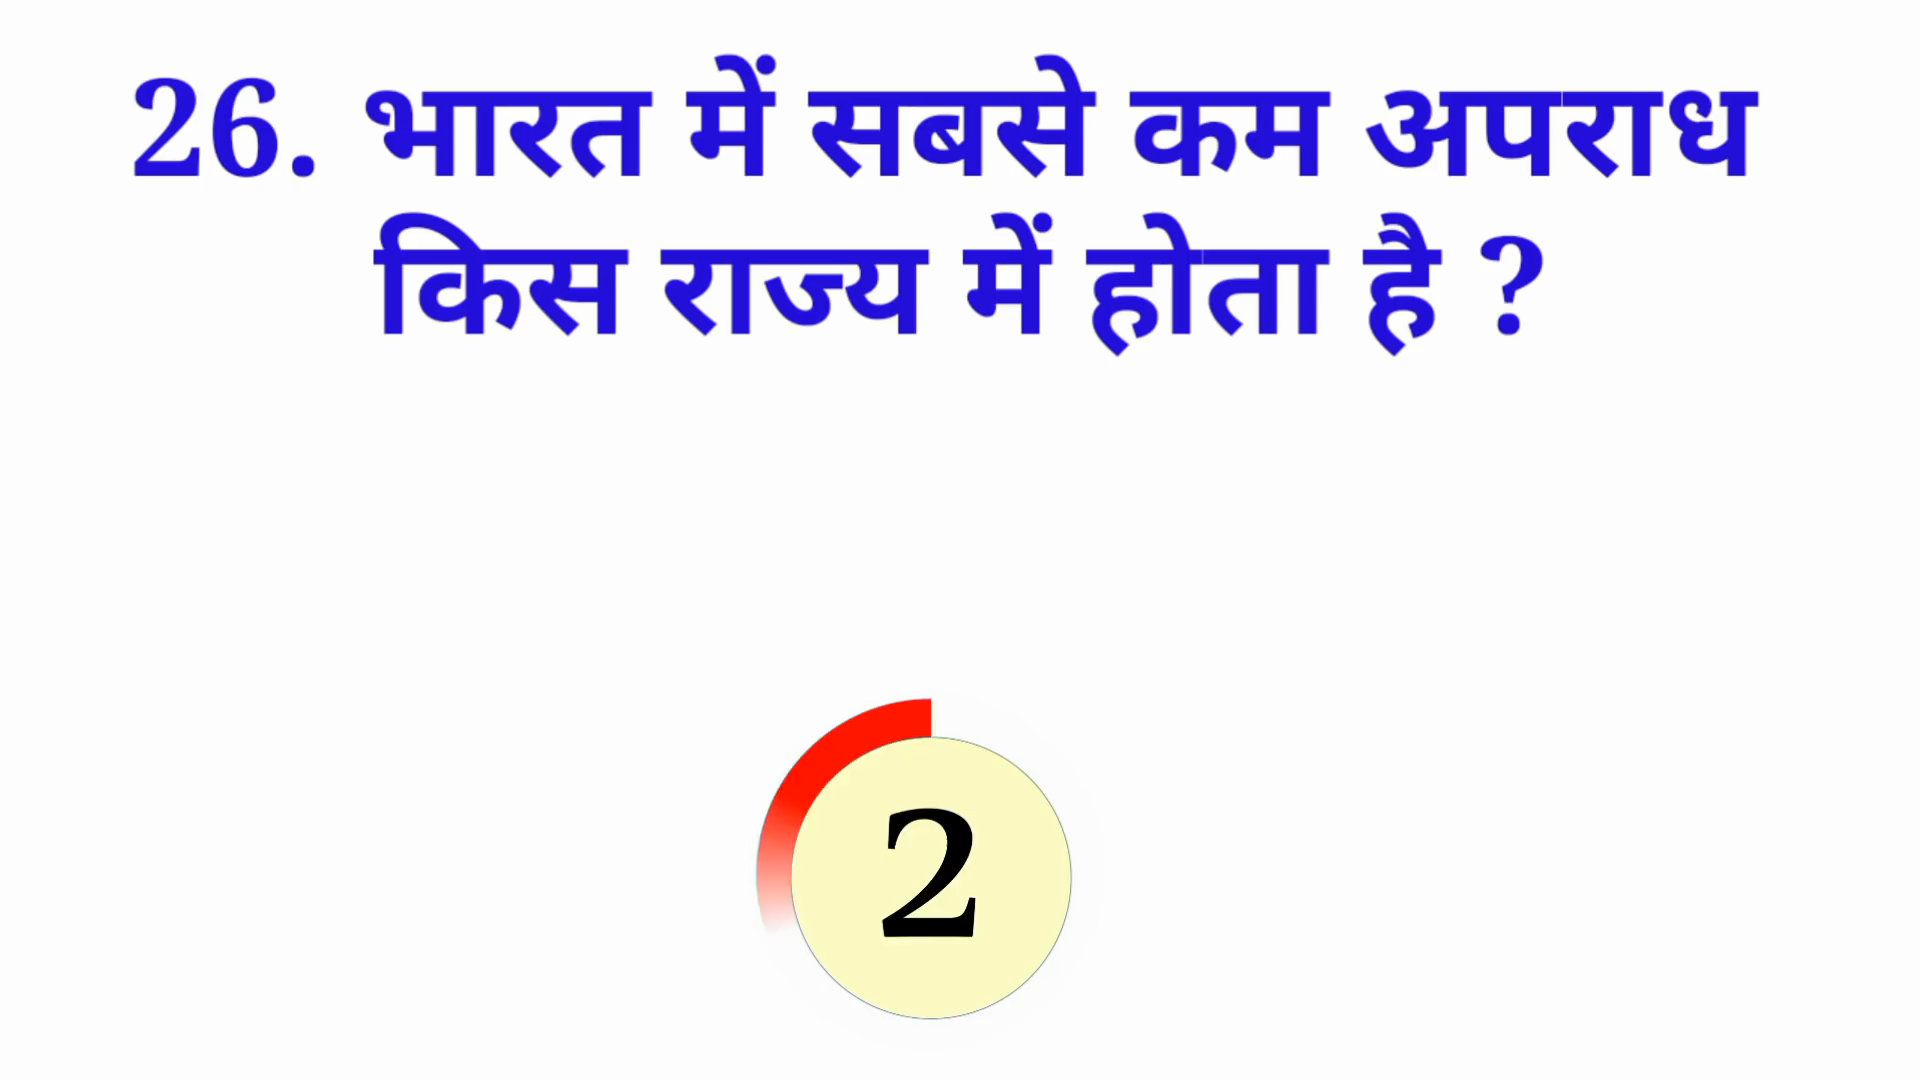 26. भारत में सबसे कम अपराध
किस राज्य में होता है ?
2